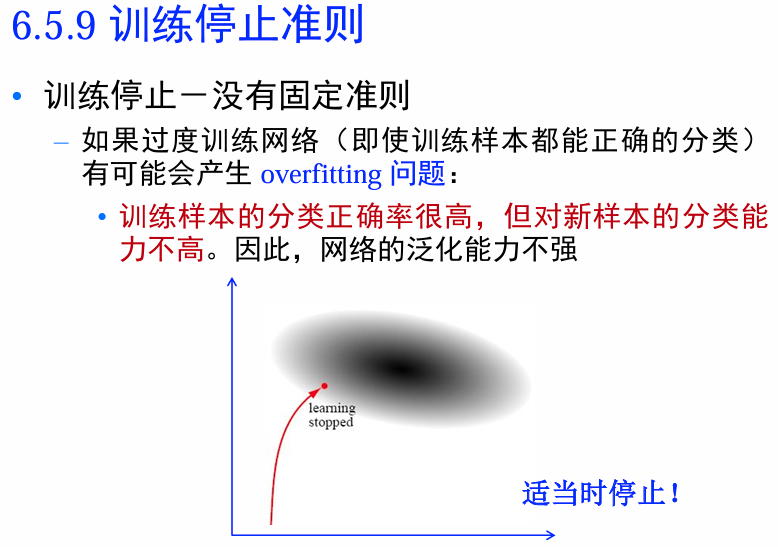 6.5.9 训练停止准则
• 训练停止－没有固定准则
– 如果过度训练网络（即使训练样本都能正确的分类）
有可能会产生 overfitting 问题：
• 训练样本的分类正确率很高，但对新样本的分类能
力不高。因此，网络的泛化能力不强
learning
stopped
适当时停止！